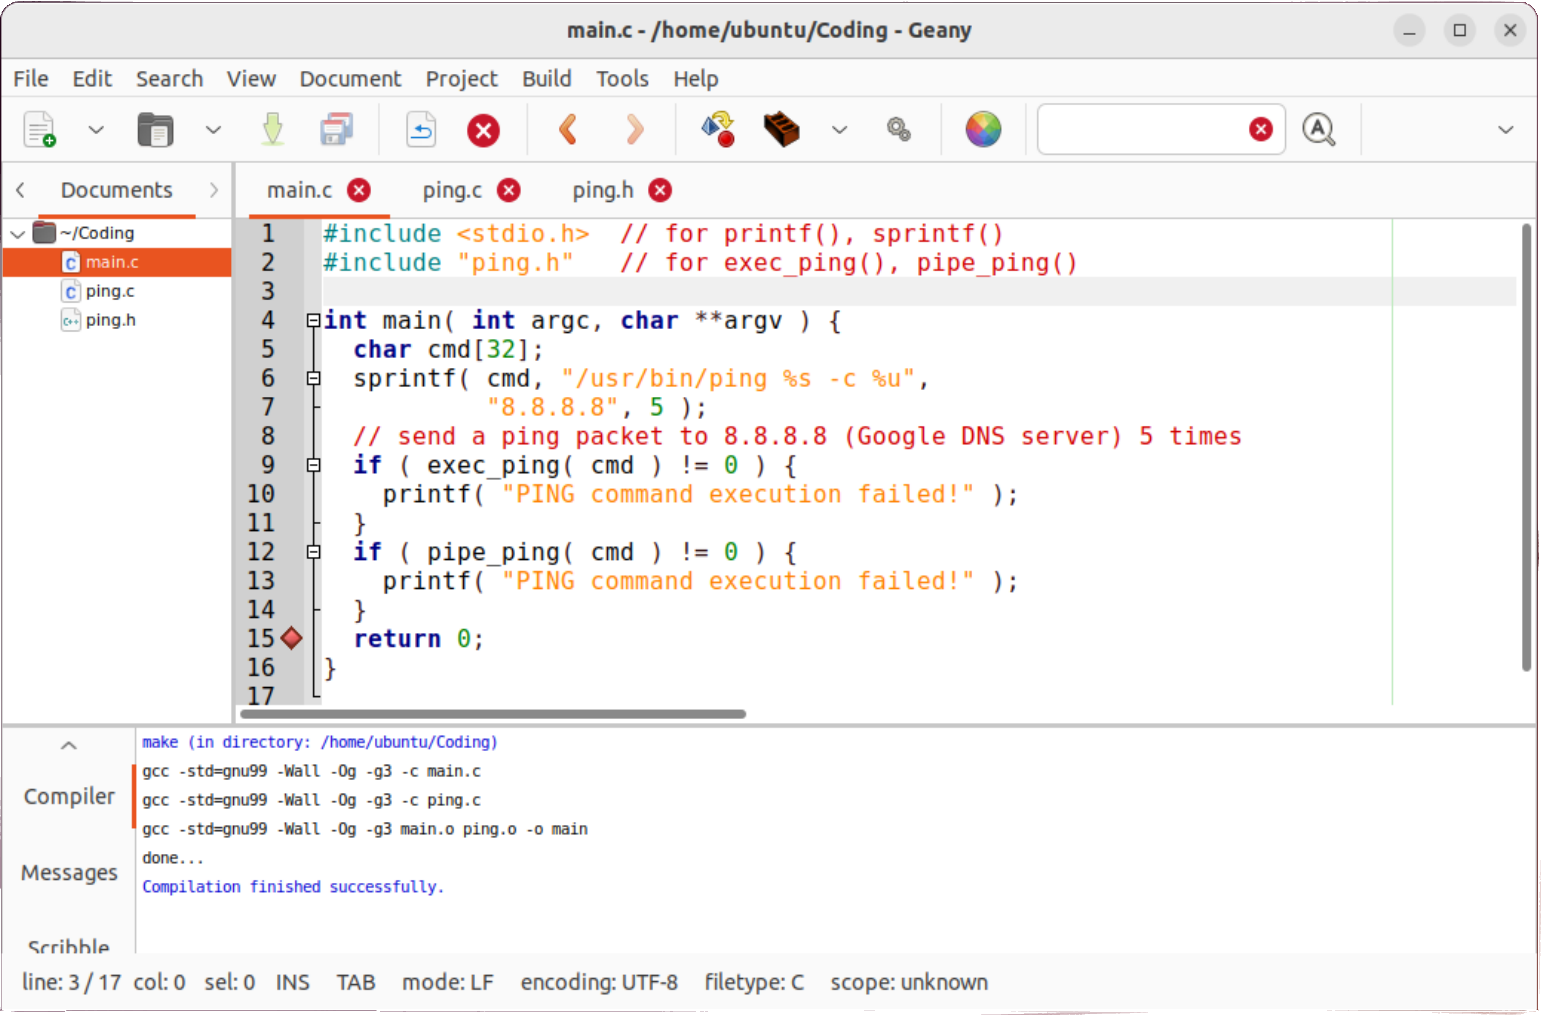 main.c - /home/ubuntu/Coding - Geany
File Edit Search View Document Project Build Tools Help
Documents
main.c ping.c ping.h
~/Coding
main.c
ping.c
ping.h
1 #include <stdio.h>  // for printf(), sprintf()
2 #include "ping.h"   // for exec_ping(), pipe_ping()
3
4 int main( int argc, char **argv ) {
5   char cmd[32];
6   sprintf( cmd, "/usr/bin/ping %s -c %u",
7            "8.8.8.8", 5 );
8   // send a ping packet to 8.8.8.8 (Google DNS server) 5 times
9   if ( exec_ping( cmd ) != 0 ) {
10     printf( "PING command execution failed!" );
11   }
12   if ( pipe_ping( cmd ) != 0 ) {
13     printf( "PING command execution failed!" );
14   }
15   return 0;
16 }
17
Compiler
Messages
Scribble
make (in directory: /home/ubuntu/Coding)
gcc -std=gnu99 -Wall -Og -g3 -c main.c
gcc -std=gnu99 -Wall -Og -g3 -c ping.c
gcc -std=gnu99 -Wall -Og -g3 main.o ping.o -o main
done...
Compilation finished successfully.
line: 3 / 17 col: 0 sel: 0 INS TAB mode: LF encoding: UTF-8 filetype: C scope: unknown